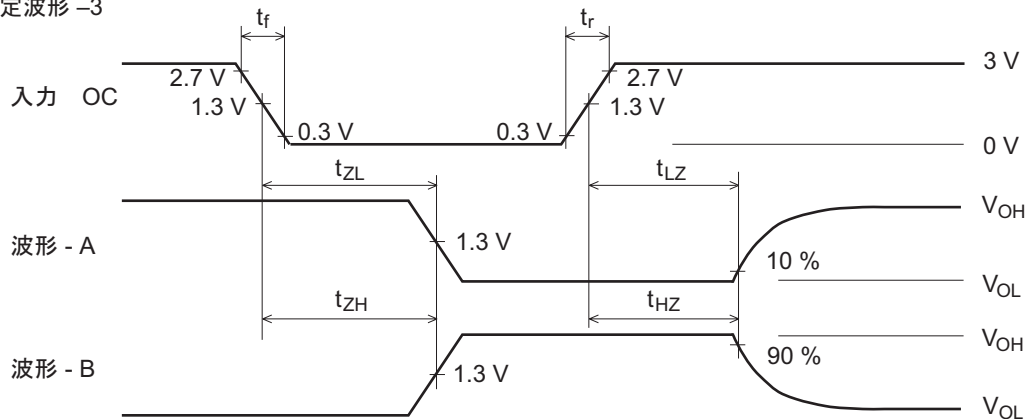 定波形 –3
tf
tr
入力 OC
2.7 V
1.3 V
0.3 V
0.3 V
2.7 V
1.3 V
3 V
0 V
tZL
tLZ
波形 - A
1.3 V
10 %
VOH
VOL
tZH
tHZ
波形 - B
1.3 V
90 %
VOH
VOL